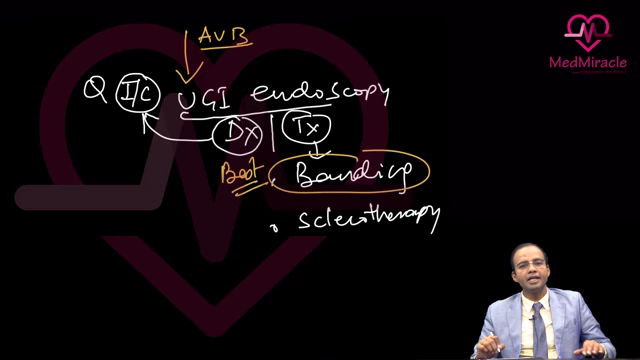 AVB
Q I/C UGI endoscopy
Dx | Tx
Best • Banding
• Sclerotherapy
MedMiracle